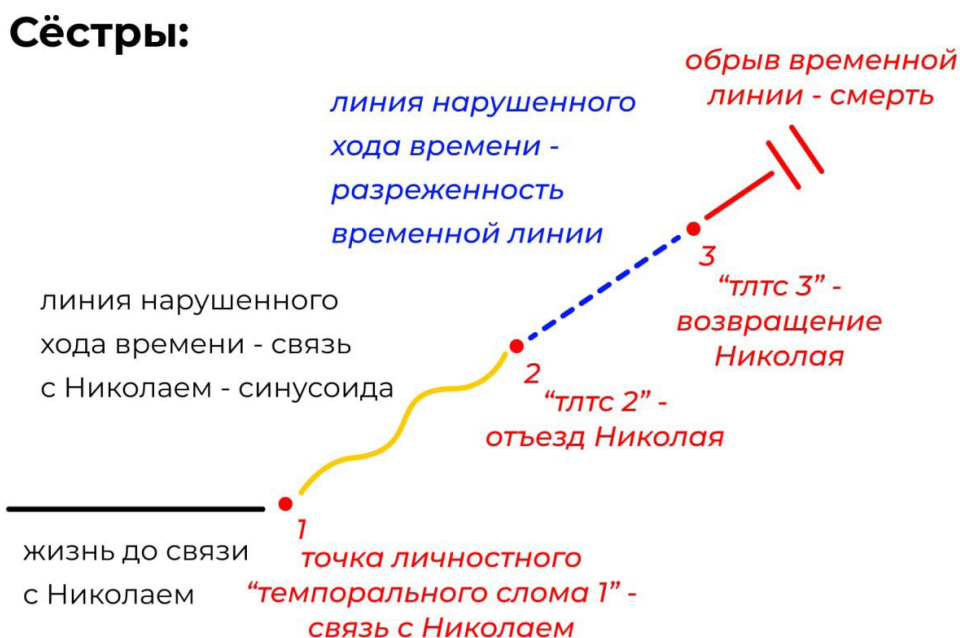 Сёстры:
обрыв временной
линии - смерть
линия нарушенного
хода времени -
разреженность
временной линии
3
“тлтс 3” -
возвращение
Николая
линия нарушенного
хода времени - связь
с Николаем - синусоида
2
“тлтс 2” -
отъезд Николая
1
жизнь до связи
с Николаем
точка личностного
“темпорального слома 1” -
связь с Николаем